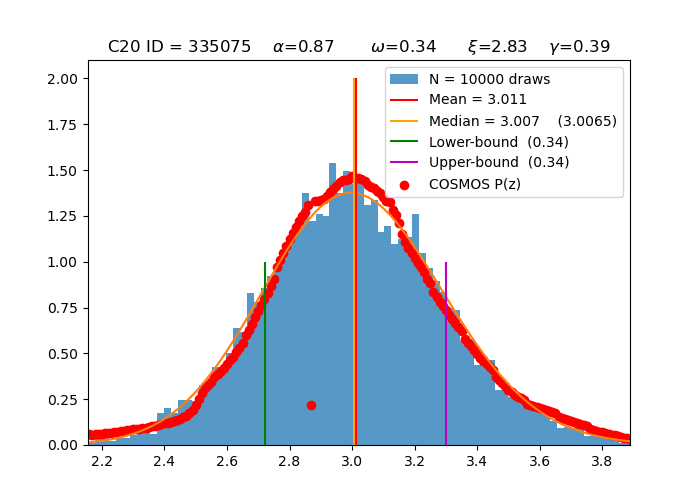 C20 ID = 335075 α=0.87 ω=0.34 ξ=2.83 γ=0.39
N = 10000 draws
Mean = 3.011
Median = 3.007 (3.0065)
Lower-bound (0.34)
Upper-bound (0.34)
COSMOS P(z)
2.00
1.75
1.50
1.25
1.00
0.75
0.50
0.25
0.00
2.2 2.4 2.6 2.8 3.0 3.2 3.4 3.6 3.8